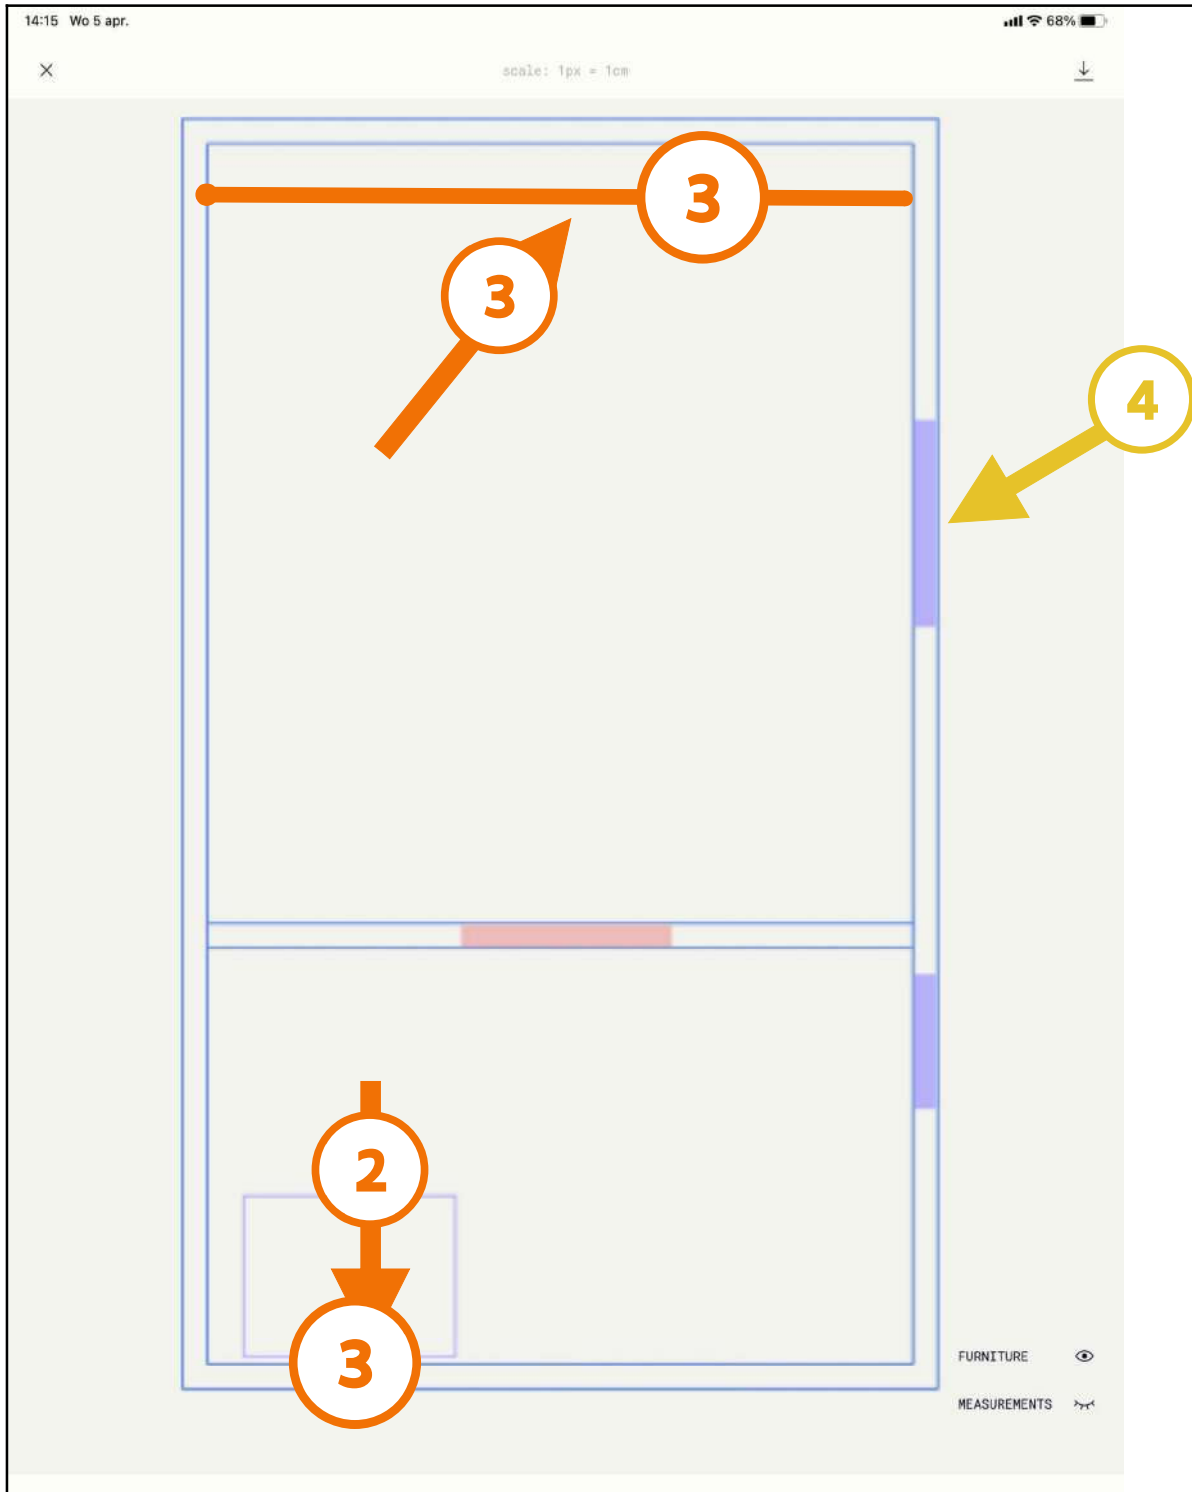 14:15 Wo 5 apr.
68%
scale: 1px = 1cm
3
3
4
2
3
FURNITURE
MEASUREMENTS